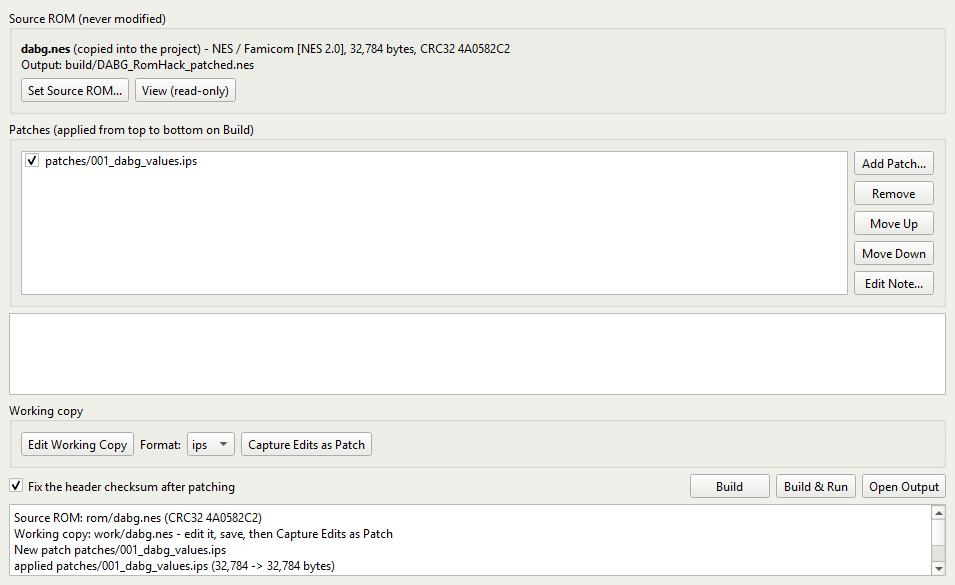 Source ROM (never modified)
dabg.nes (copied into the project) - NES / Famicom [NES 2.0], 32,784 bytes, CRC32 4A0582C2
Output: build/DABG_RomHack_patched.nes
Set Source ROM... View (read-only)
Patches (applied from top to bottom on Build)
patches/001_dabg_values.ips
Add Patch...
Remove
Move Up
Move Down
Edit Note...
Working copy
Edit Working Copy Format: ips Capture Edits as Patch
Fix the header checksum after patching
Build Build & Run Open Output
Source ROM: rom/dabg.nes (CRC32 4A0582C2)
Working copy: work/dabg.nes - edit it, save, then Capture Edits as Patch
New patch patches/001_dabg_values.ips
applied patches/001_dabg_values.ips (32,784 -> 32,784 bytes)